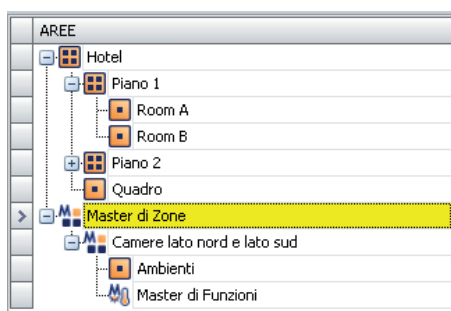 AREE
Hotel
Piano 1
Room A
Room B
Piano 2
Quadro
Master di Zone
Camere lato nord e lato sud
Ambienti
Master di Funzioni